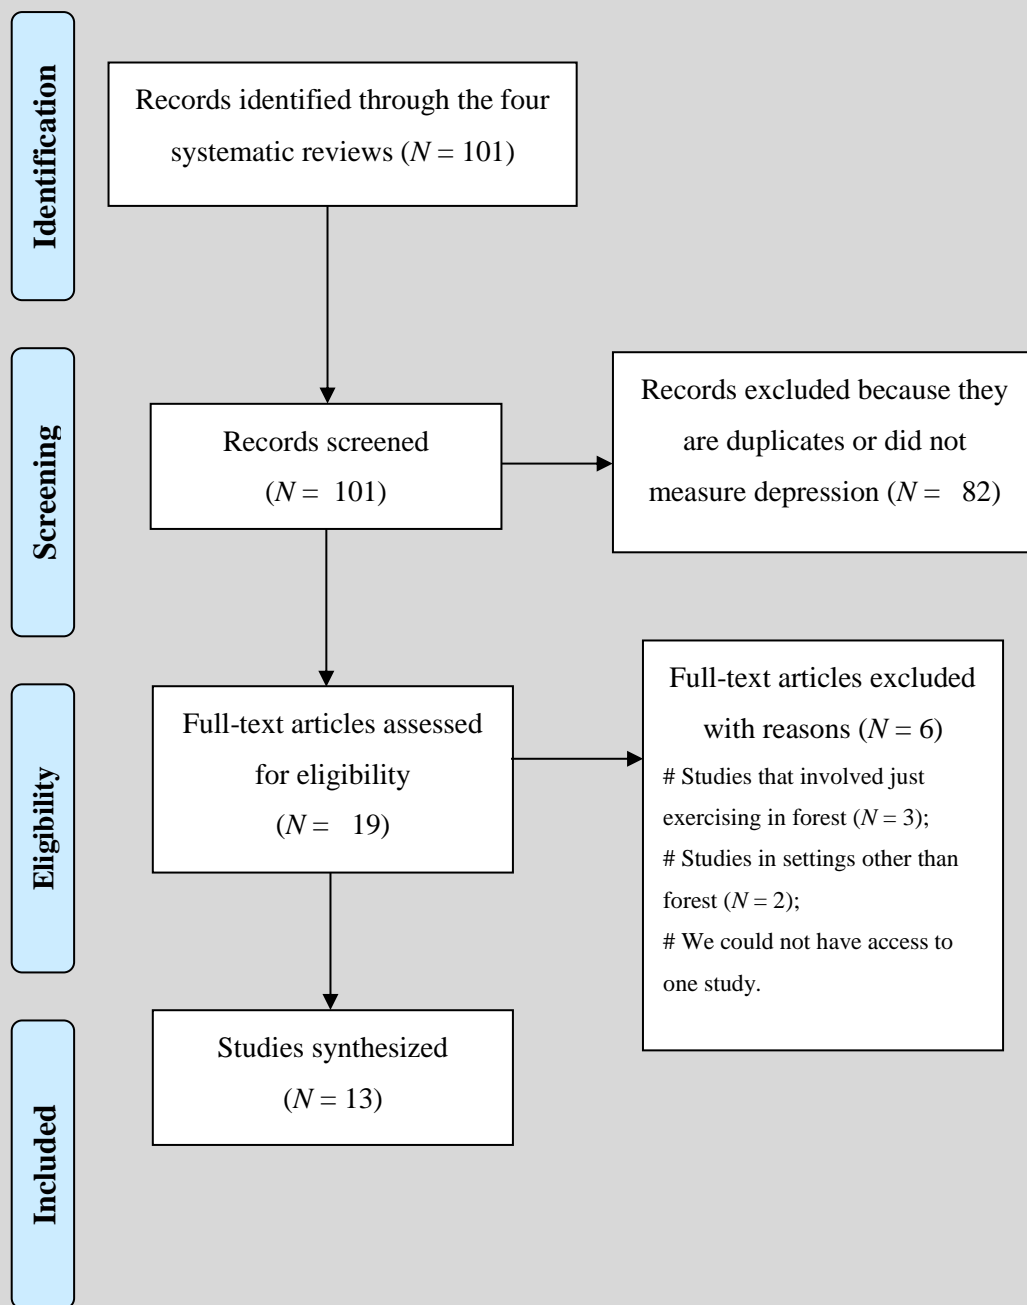 Identification
Records identified through the four
systematic reviews (N = 101)
Screening
Records screened
(N = 101)
Records excluded because they
are duplicates or did not
measure depression (N = 82)
Eligibility
Full-text articles assessed
for eligibility
(N = 19)
Full-text articles excluded
with reasons (N = 6)
# Studies that involved just
exercising in forest (N = 3);
# Studies in settings other than
forest (N = 2);
# We could not have access to
one study.
Included
Studies synthesized
(N = 13)